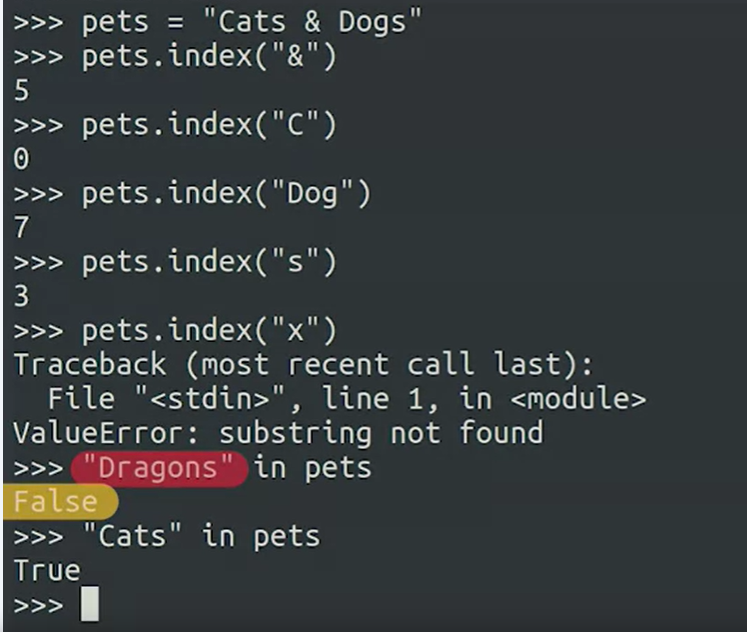 >>> pets = "Cats & Dogs"
>>> pets.index("&")
5
>>> pets.index("C")
0
>>> pets.index("Dog")
7
>>> pets.index("s")
3
>>> pets.index("x")
Traceback (most recent call last):
  File "<stdin>", line 1, in <module>
ValueError: substring not found
>>> "Dragons" in pets
False
>>> "Cats" in pets
True
>>>